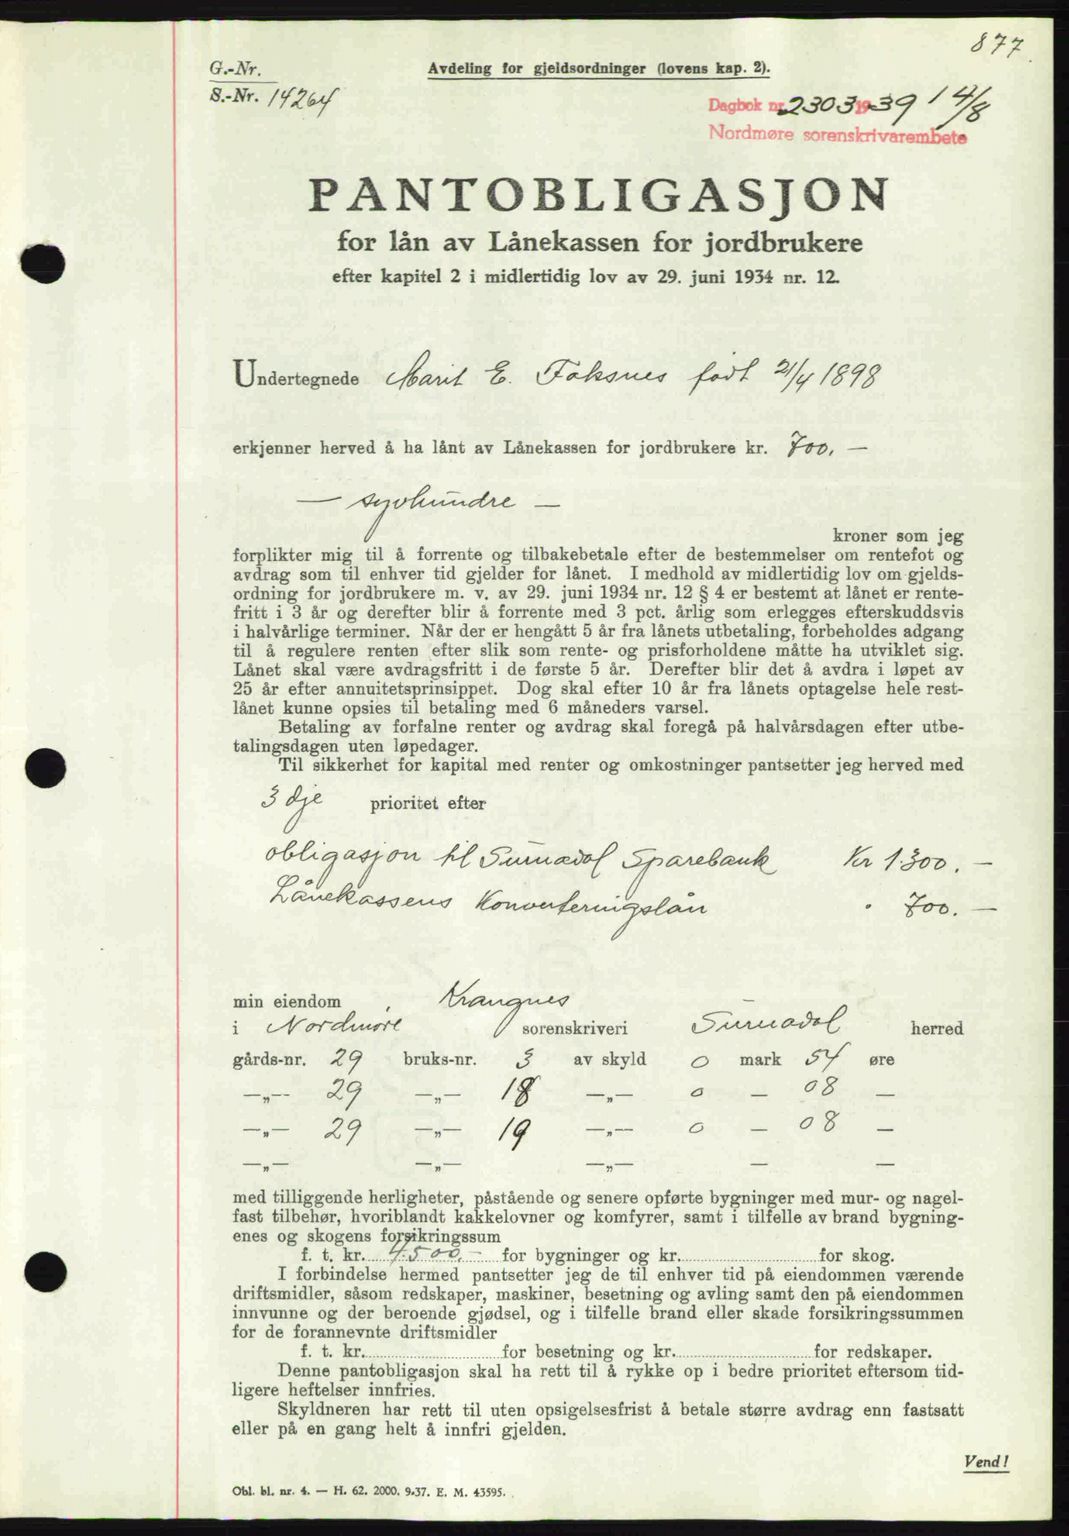 877
G.-Nr.
Avdeling for gjeldsordninger (lovens kap. 2).
S.-Nr. 14264
Dagbok nr. 2303 1939 14/8
Nordmøre sorenskrivarembete
PANTOBLIGASJON
for lån av Lånekassen for jordbrukere
efter kapitel 2 i midlertidig lov av 29. juni 1934 nr. 12.
Undertegnede Marit E. Foksnes født 21/4 1898
erkjenner herved å ha lånt av Lånekassen for jordbrukere kr. 700. —
— syvhundre —
kroner som jeg
forplikter mig til å forrente og tilbakebetale efter de bestemmelser om rentefot og
avdrag som til enhver tid gjelder for lånet. I medhold av midlertidig lov om gjelds-
ordning for jordbrukere m. v. av 29. juni 1934 nr. 12 § 4 er bestemt at lånet er rente-
fritt i 3 år og derefter blir å forrente med 3 pct. årlig som erlegges efterskuddsvis
i halvårlige terminer. Når der er hengått 5 år fra lånets utbetaling, forbeholdes adgang
til å regulere renten efter slik som rente- og prisforholdene måtte ha utviklet sig.
Lånet skal være avdragsfritt i de første 5 år. Derefter blir det å avdra i løpet av
25 år efter annuitetsprinsippet. Dog skal efter 10 år fra lånets optagelse hele rest-
lånet kunne opsies til betaling med 6 måneders varsel.
Betaling av forfalne renter og avdrag skal foregå på halvårsdagen efter utbe-
talingsdagen uten løpedager.
Til sikkerhet for kapital med renter og omkostninger pantsetter jeg herved med
3dje prioritet efter
obligasjon til Surnadal Sparebank Kr 1300. —
Lånekassens Konverteringslån " 700. —
min eiendom Krangnes
i Nordmøre sorenskriveri Surnadal herred
gårds-nr. 29 bruks-nr. 3 av skyld 0 mark 54 øre
—„— 29 —„— 18 —„— 0 — 08 —
—„— 29 —„— 19 —„— 0 — 08 —
—„— —„— —„— — —
med tilliggende herligheter, påstående og senere opførte bygninger med mur- og nagel-
fast tilbehør, hvoriblandt kakkelovner og komfyrer, samt i tilfelle av brand bygning-
enes og skogens forsikringssum
f. t. kr. 4500.- for bygninger og kr. for skog.
I forbindelse hermed pantsetter jeg de til enhver tid på eiendommen værende
driftsmidler, såsom redskaper, maskiner, besetning og avling samt den på eiendommen
innvunne og der beroende gjødsel, og i tilfelle brand eller skade forsikringssummen
for de forannevnte driftsmidler
f. t. kr. for besetning og kr. for redskaper.
Denne pantobligasjon skal ha rett til å rykke op i bedre prioritet eftersom tid-
ligere heftelser innfries.
Skyldneren har rett til uten opsigelsesfrist å betale større avdrag enn fastsatt
eller på en gang helt å innfri gjelden.
Vend!
Obl. bl. nr. 4. — H. 62. 2000. 9-37. E. M. 43595.